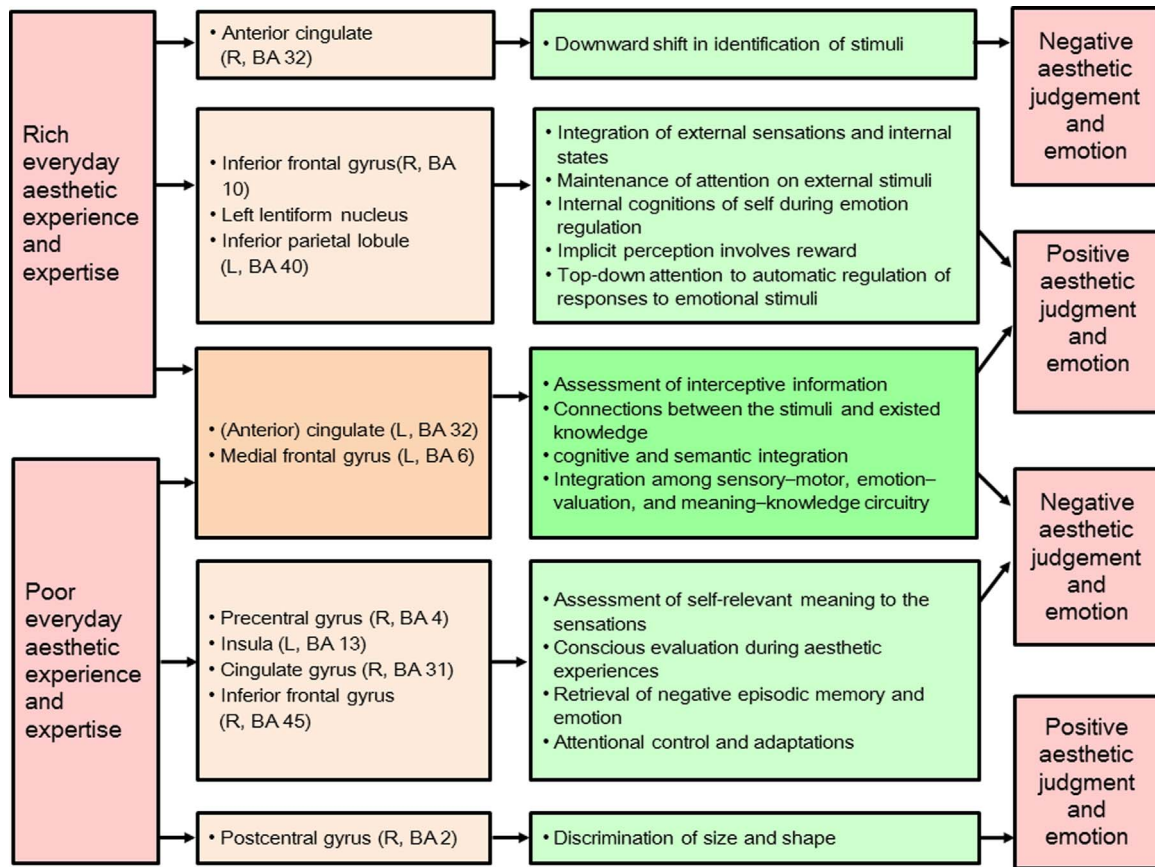 Rich
everyday
aesthetic
experience
and
expertise
Poor
everyday
aesthetic
experience
and
expertise
• Anterior cingulate
(R, BA 32)
• Inferior frontal gyrus(R, BA
10)
• Left lentiform nucleus
• Inferior parietal lobule
(L, BA 40)
• (Anterior) cingulate (L, BA 32)
• Medial frontal gyrus (L, BA 6)
• Precentral gyrus (R, BA 4)
• Insula (L, BA 13)
• Cingulate gyrus (R, BA 31)
• Inferior frontal gyrus
(R, BA 45)
• Postcentral gyrus (R, BA 2)
• Downward shift in identification of stimuli
• Integration of external sensations and internal
states
• Maintenance of attention on external stimuli
• Internal cognitions of self during emotion
regulation
• Implicit perception involves reward
• Top-down attention to automatic regulation of
responses to emotional stimuli
• Assessment of interceptive information
• Connections between the stimuli and existed
knowledge
• cognitive and semantic integration
• Integration among sensory–motor, emotion–
valuation, and meaning–knowledge circuitry
• Assessment of self-relevant meaning to the
sensations
• Conscious evaluation during aesthetic
experiences
• Retrieval of negative episodic memory and
emotion
• Attentional control and adaptations
• Discrimination of size and shape
Negative
aesthetic
judgement
and
emotion
Positive
aesthetic
judgment
and
emotion
Negative
aesthetic
judgement
and
emotion
Positive
aesthetic
judgment
and
emotion